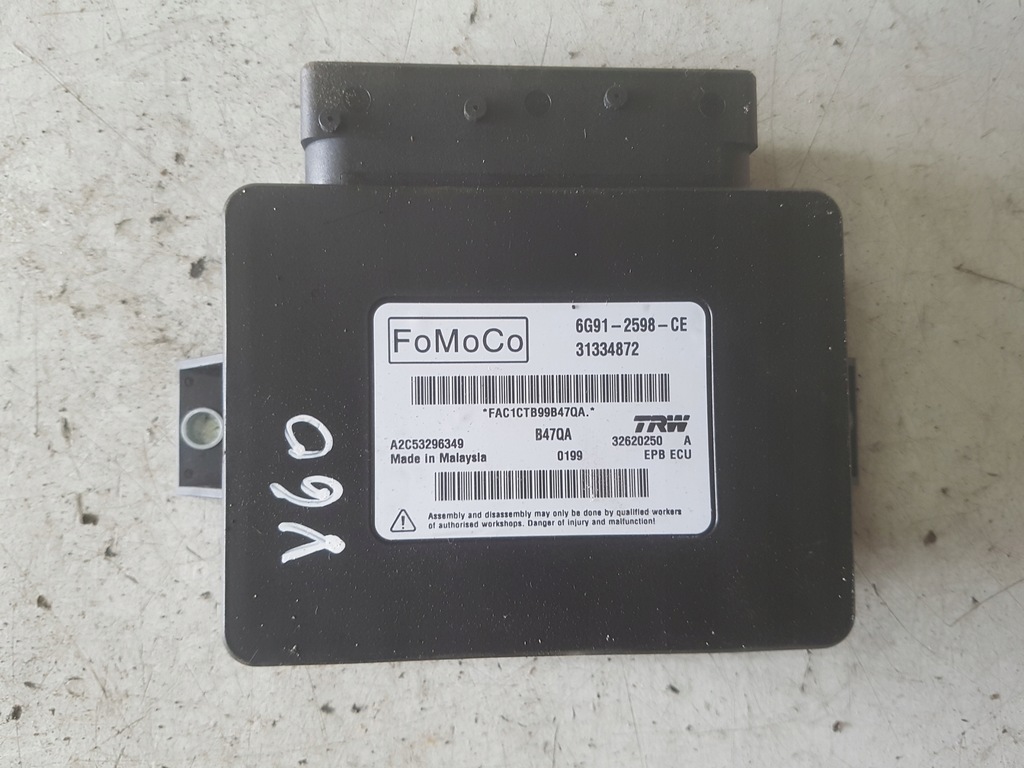 FoMoCo
6G91-2598-CE
31334872
*FAC1CTB99B47QA.*
TRW
A2C53296349 B47QA 32620250 A
Made in Malaysia 0199 EPB ECU
Assembly and disassembly may only be done by qualified workers
of authorised workshops. Danger of injury and malfunction!
V60